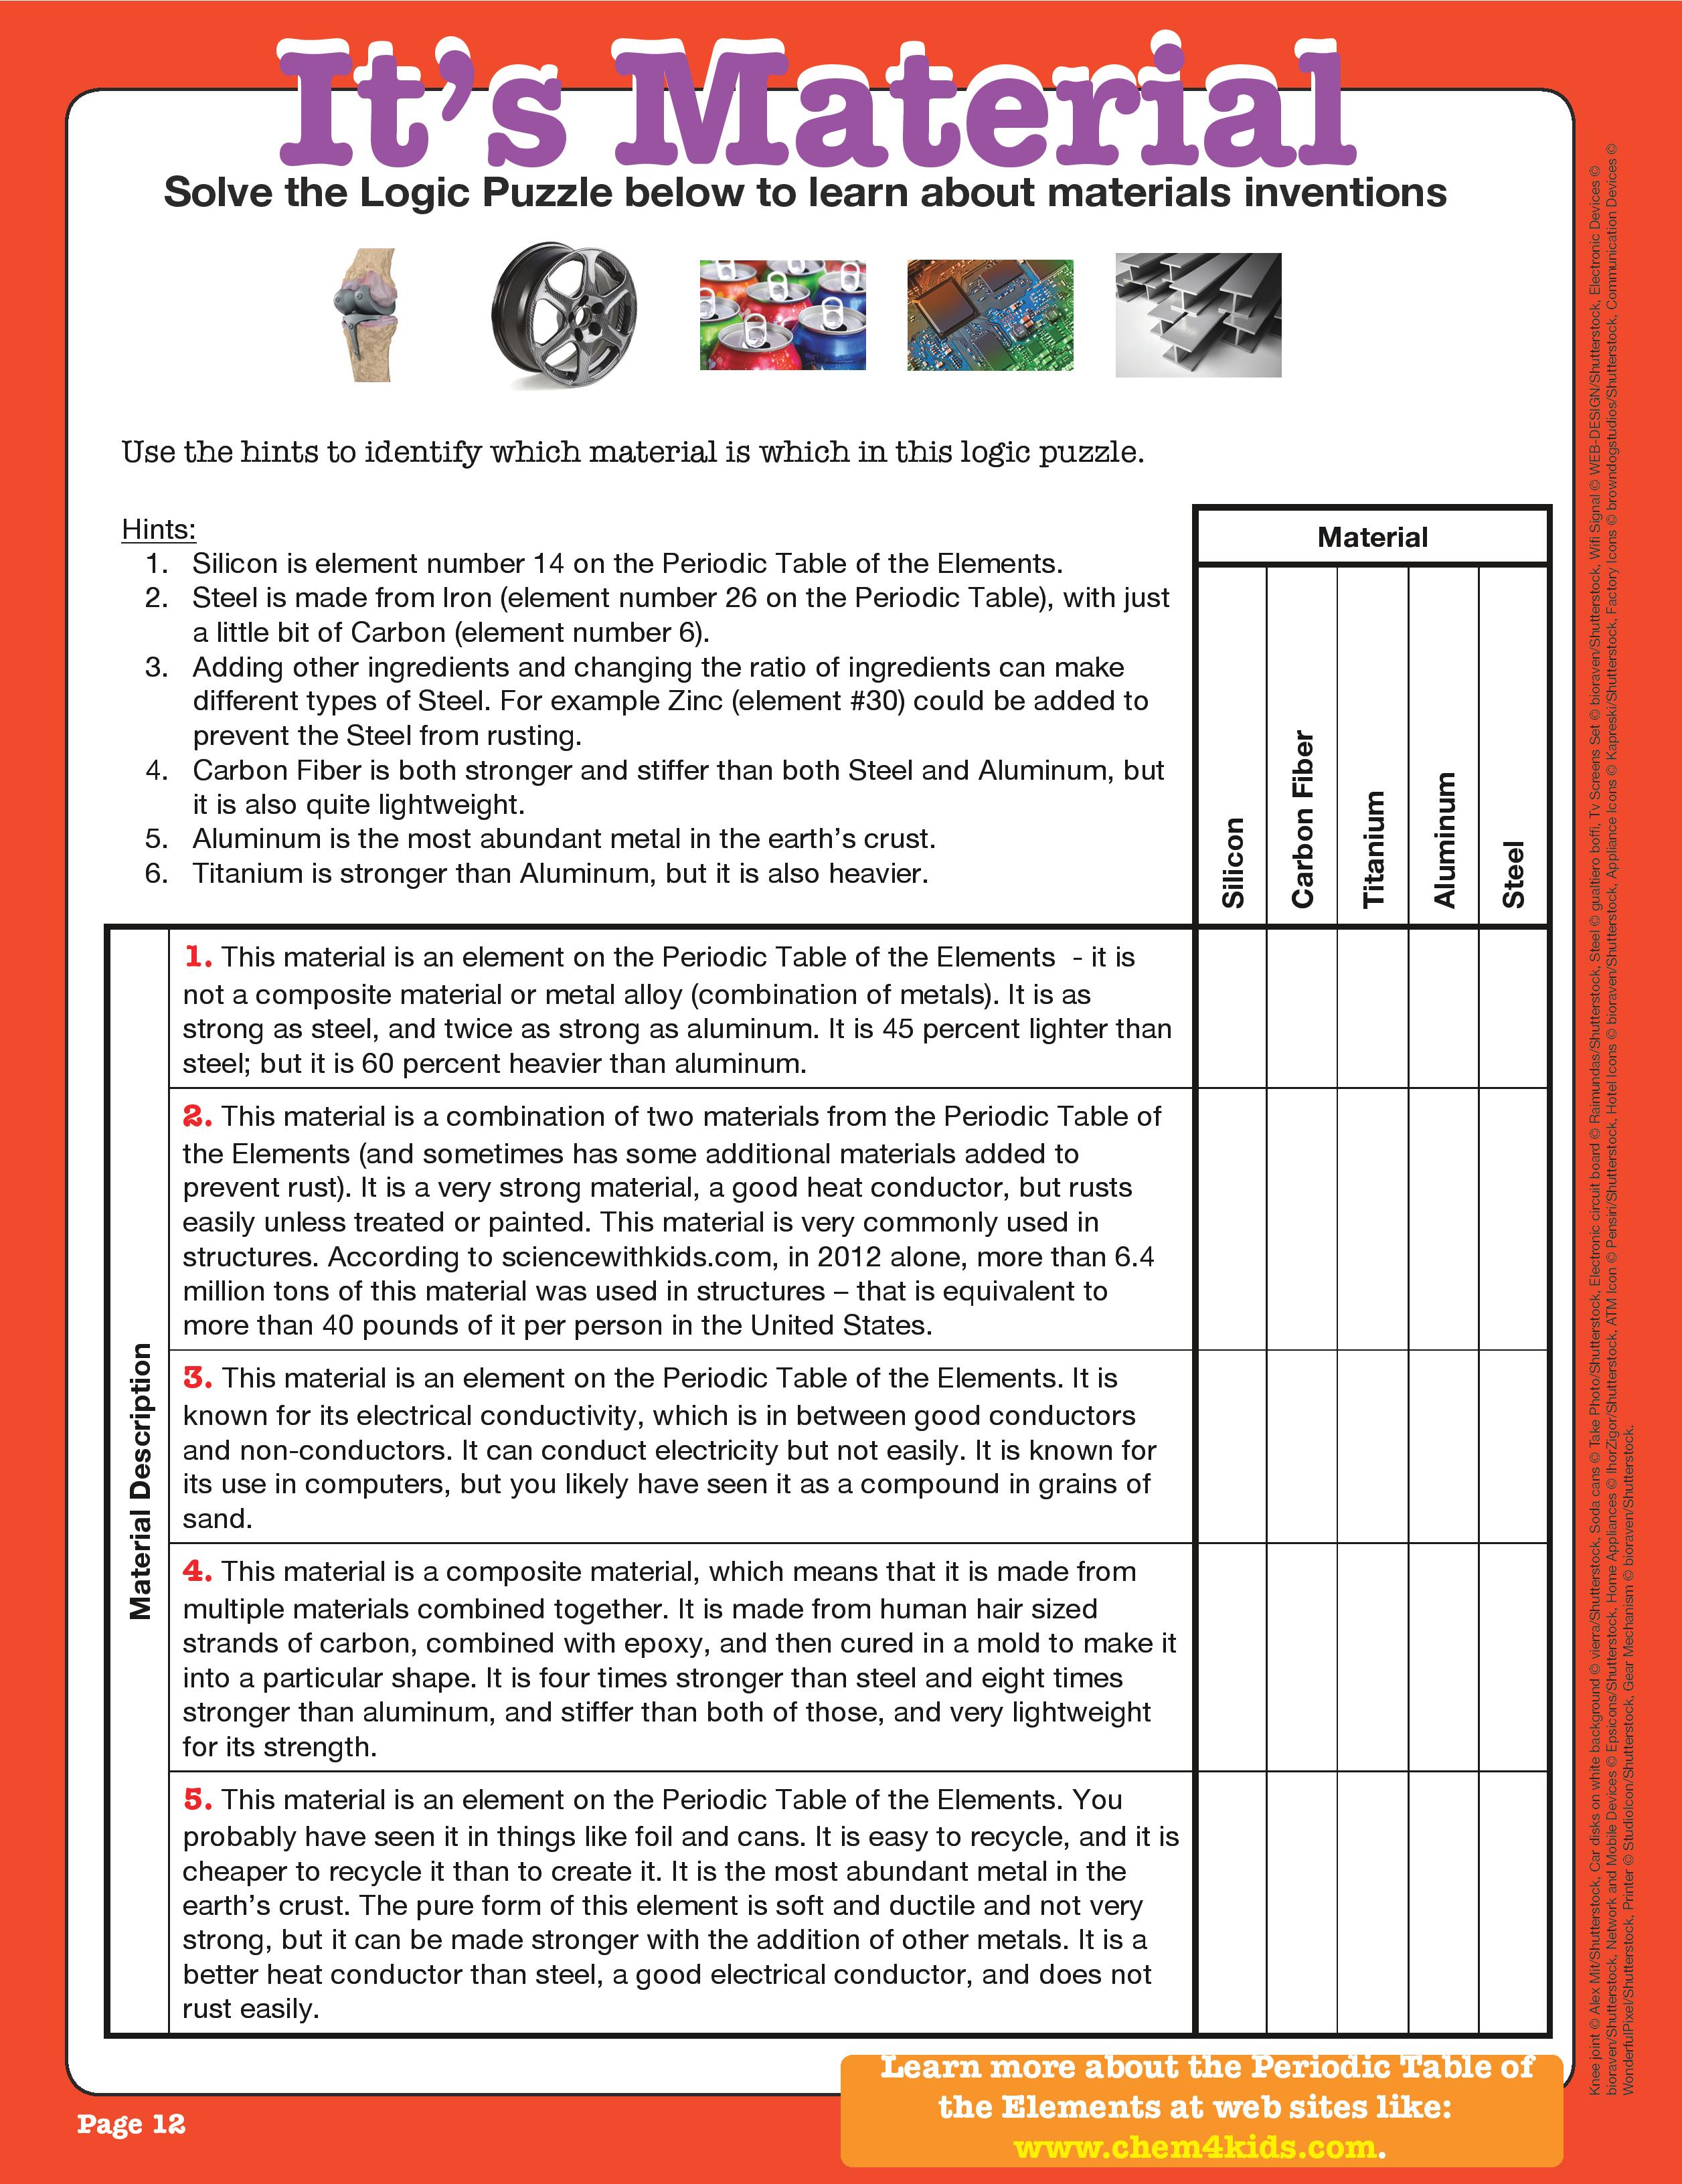 It's Material
Solve the Logic Puzzle below to learn about materials inventions
Use the hints to identify which material is which in this logic puzzle.
Hints:
1. Silicon is element number 14 on the Periodic Table of the Elements.
2. Steel is made from Iron (element number 26 on the Periodic Table), with just
a little bit of Carbon (element number 6).
3. Adding other ingredients and changing the ratio of ingredients can make
different types of Steel. For example Zinc (element #30) could be added to
prevent the Steel from rusting.
4. Carbon Fiber is both stronger and stiffer than both Steel and Aluminum, but
it is also quite lightweight.
5. Aluminum is the most abundant metal in the earth's crust.
6. Titanium is stronger than Aluminum, but it is also heavier.
Material
Silicon
Carbon Fiber
Titanium
Aluminum
Steel
Material Description
1. This material is an element on the Periodic Table of the Elements - it is
not a composite material or metal alloy (combination of metals). It is as
strong as steel, and twice as strong as aluminum. It is 45 percent lighter than
steel; but it is 60 percent heavier than aluminum.
2. This material is a combination of two materials from the Periodic Table of
the Elements (and sometimes has some additional materials added to
prevent rust). It is a very strong material, a good heat conductor, but rusts
easily unless treated or painted. This material is very commonly used in
structures. According to sciencewithkids.com, in 2012 alone, more than 6.4
million tons of this material was used in structures – that is equivalent to
more than 40 pounds of it per person in the United States.
3. This material is an element on the Periodic Table of the Elements. It is
known for its electrical conductivity, which is in between good conductors
and non-conductors. It can conduct electricity but not easily. It is known for
its use in computers, but you likely have seen it as a compound in grains of
sand.
4. This material is a composite material, which means that it is made from
multiple materials combined together. It is made from human hair sized
strands of carbon, combined with epoxy, and then cured in a mold to make it
into a particular shape. It is four times stronger than steel and eight times
stronger than aluminum, and stiffer than both of those, and very lightweight
for its strength.
5. This material is an element on the Periodic Table of the Elements. You
probably have seen it in things like foil and cans. It is easy to recycle, and it is
cheaper to recycle it than to create it. It is the most abundant metal in the
earth's crust. The pure form of this element is soft and ductile and not very
strong, but it can be made stronger with the addition of other metals. It is a
better heat conductor than steel, a good electrical conductor, and does not
rust easily.
Learn more about the Periodic Table of
the Elements at web sites like:
www.chem4kids.com.
Page 12
Knee joint © Alex Mit/Shutterstock, Car disks on white background © vierra/Shutterstock, Soda cans © Take Photo/Shutterstock, Electronic circuit board © Raimundas/Shutterstock, Steel © gualtiero boffi, Tv Screens Set © bioraven/Shutterstock, Wifi Signal © WEB-DESIGN/Shutterstock, Electronic Devices ©
bioraven/Shutterstock, Network and Mobile Devices © Epsicons/Shutterstock, Home Appliances © IhorZigor/Shutterstock, ATM Icon © Pensiri/Shutterstock, Hotel Icons © bioraven/Shutterstock, Appliance Icons © Kapreski/Shutterstock, Factory Icons © browndogstudios/Shutterstock, Communication Devices ©
WonderfulPixel/Shutterstock, Printer © StudioIcon/Shutterstock, Gear Mechanism © bioraven/Shutterstock.